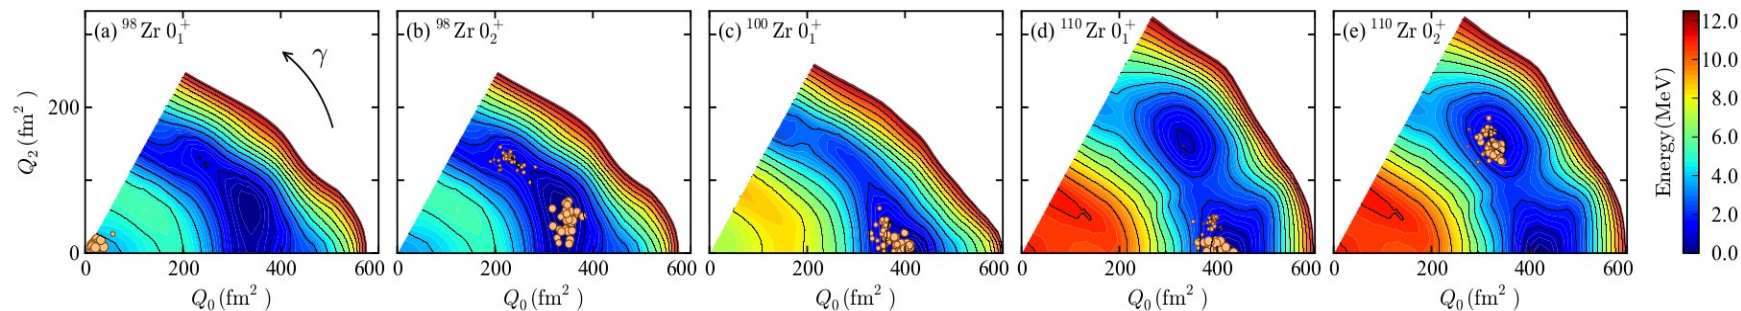 (a) ⁹⁸Zr 0₁⁺
(b) ⁹⁸Zr 0₂⁺
(c) ¹⁰⁰Zr 0₁⁺
(d) ¹¹⁰Zr 0₁⁺
(e) ¹¹⁰Zr 0₂⁺
γ
Q₂ (fm²)
200
0
0 200 400 600
0 200 400 600
0 200 400 600
0 200 400 600
0 200 400 600
Q₀ (fm²)
Q₀ (fm²)
Q₀ (fm²)
Q₀ (fm²)
Q₀ (fm²)
Energy(MeV)
12.0
10.0
8.0
6.0
4.0
2.0
0.0